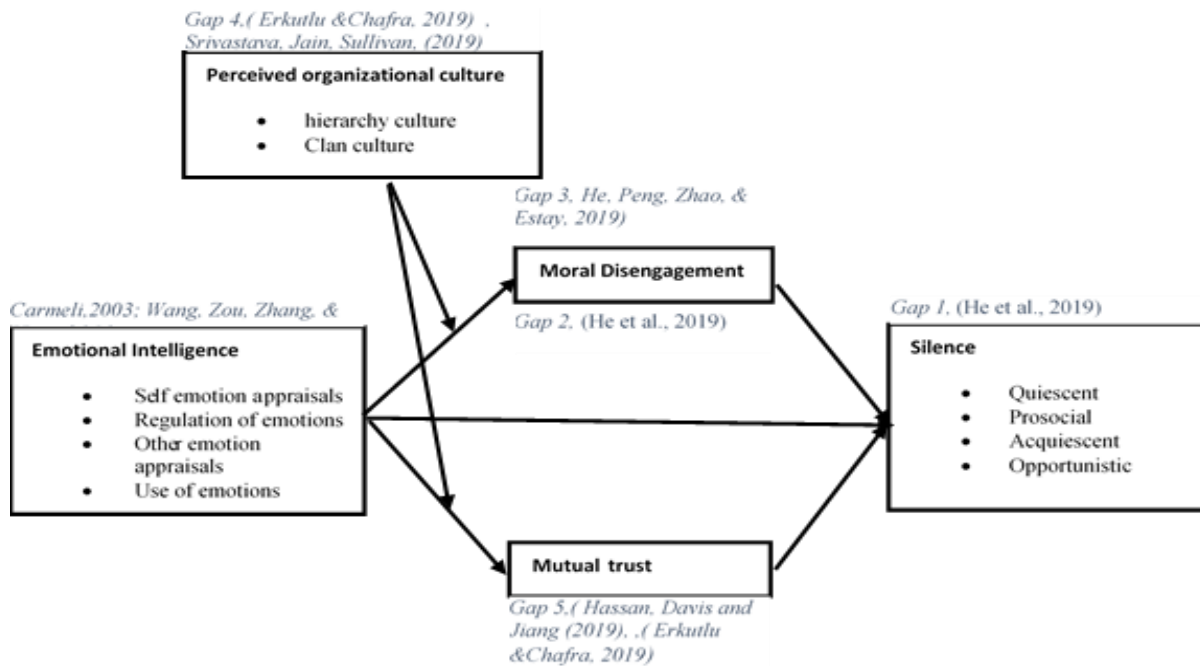 Gap 4,( Erkutlu &Chafra, 2019) ,
Srivastava, Jain, Sullivan, (2019)
Perceived organizational culture
• hierarchy culture
• Clan culture
Gap 3, He, Peng, Zhao, &
Estay, 2019)
Moral Disengagement
Gap 2, (He et al., 2019)
Carmeli,2003; Wang, Zou, Zhang, &
Emotional Intelligence
• Self emotion appraisals
• Regulation of emotions
• Other emotion
appraisals
• Use of emotions
Gap 1, (He et al., 2019)
Silence
• Quiescent
• Prosocial
• Acquiescent
• Opportunistic
Mutual trust
Gap 5,( Hassan, Davis and
Jiang (2019), ,( Erkutlu
&Chafra, 2019)